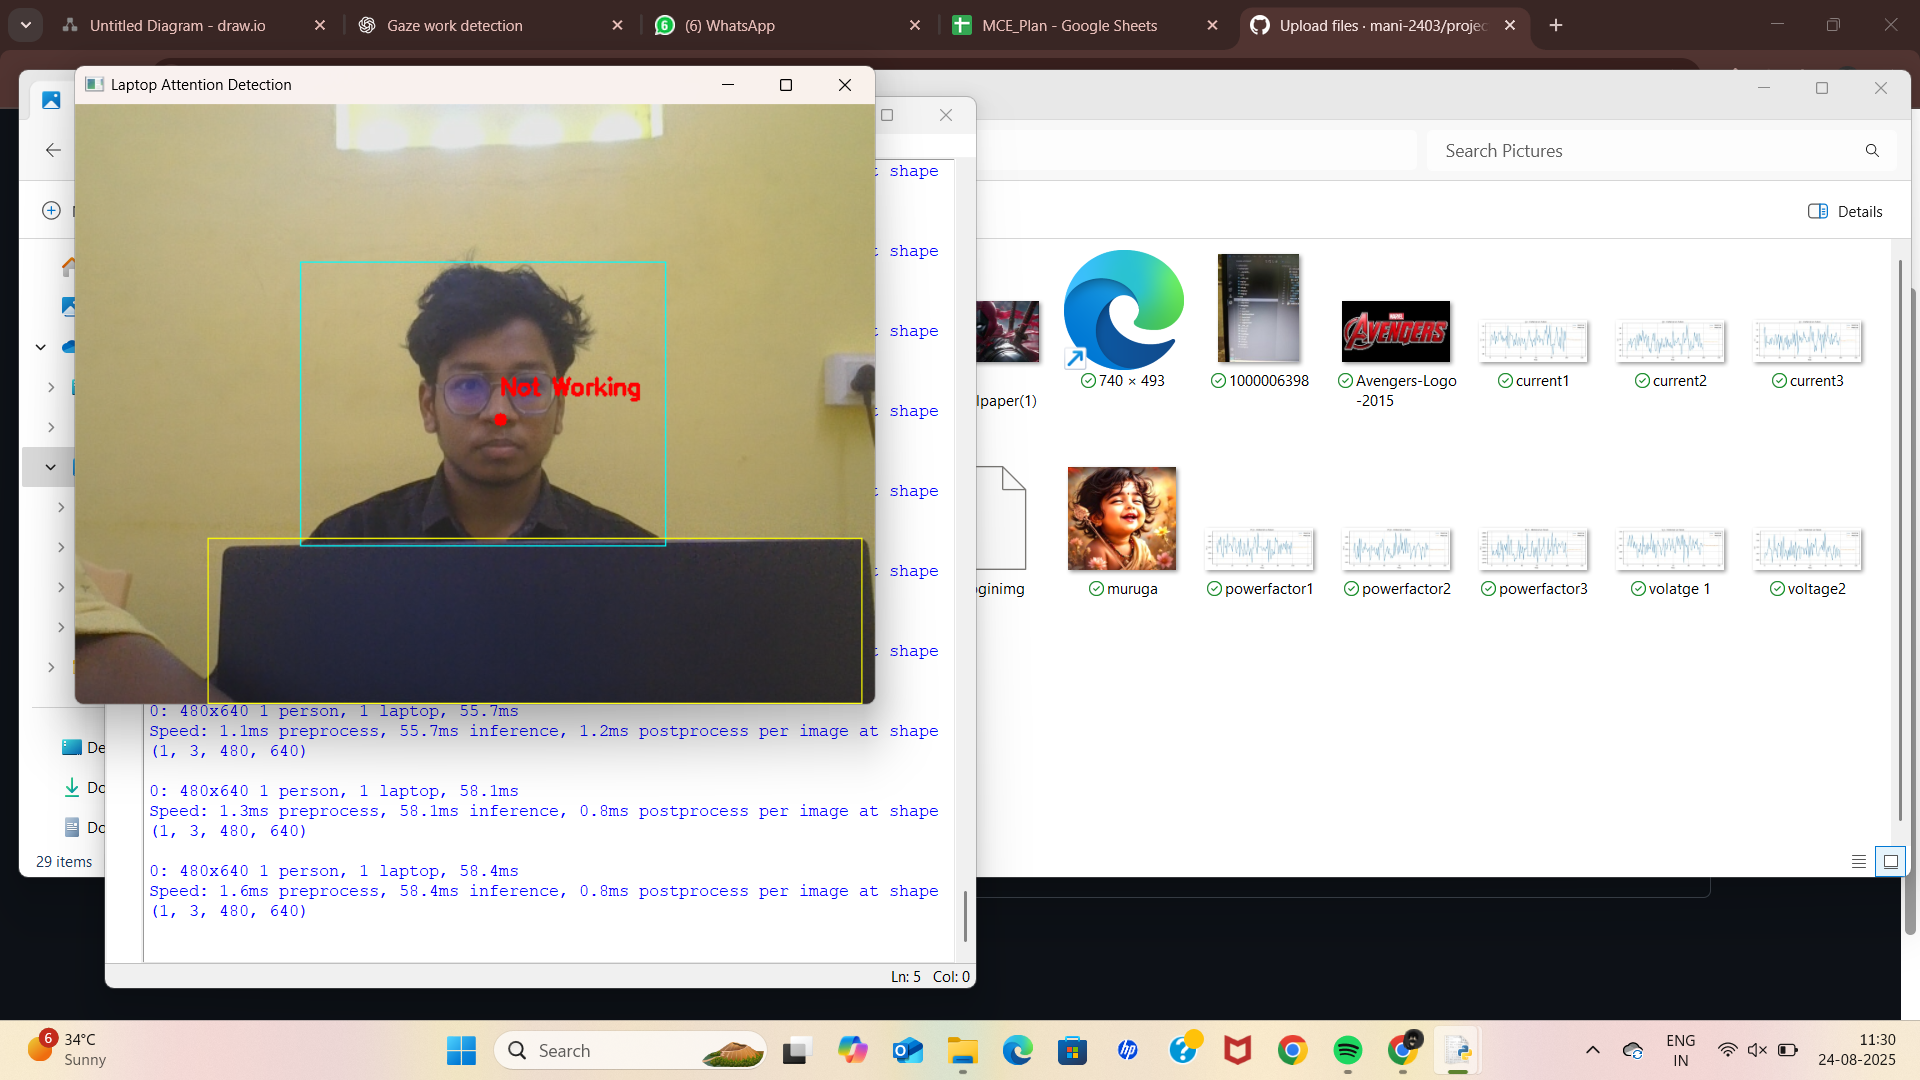 Untitled Diagram - draw.io
Gaze work detection
(6) WhatsApp
MCE_Plan - Google Sheets
Upload files · mani-2403/projec
Laptop Attention Detection
Search Pictures
Details
Not Working
t shape
t shape
t shape
t shape
t shape
t shape
t shape
0: 480x640 1 person, 1 laptop, 55.7ms
Speed: 1.1ms preprocess, 55.7ms inference, 1.2ms postprocess per image at shape
(1, 3, 480, 640)
0: 480x640 1 person, 1 laptop, 58.1ms
Speed: 1.3ms preprocess, 58.1ms inference, 0.8ms postprocess per image at shape
(1, 3, 480, 640)
0: 480x640 1 person, 1 laptop, 58.4ms
Speed: 1.6ms preprocess, 58.4ms inference, 0.8ms postprocess per image at shape
(1, 3, 480, 640)
Ln: 5 Col: 0
lpaper(1)
740 × 493
1000006398
MARVEL
AVENGERS
Avengers-Logo
-2015
current1
current2
current3
oginimg
muruga
powerfactor1
powerfactor2
powerfactor3
volatge 1
voltage2
De
Do
Do
29 items
6
34°C
Sunny
Search
hp
ENG
IN
11:30
24-08-2025